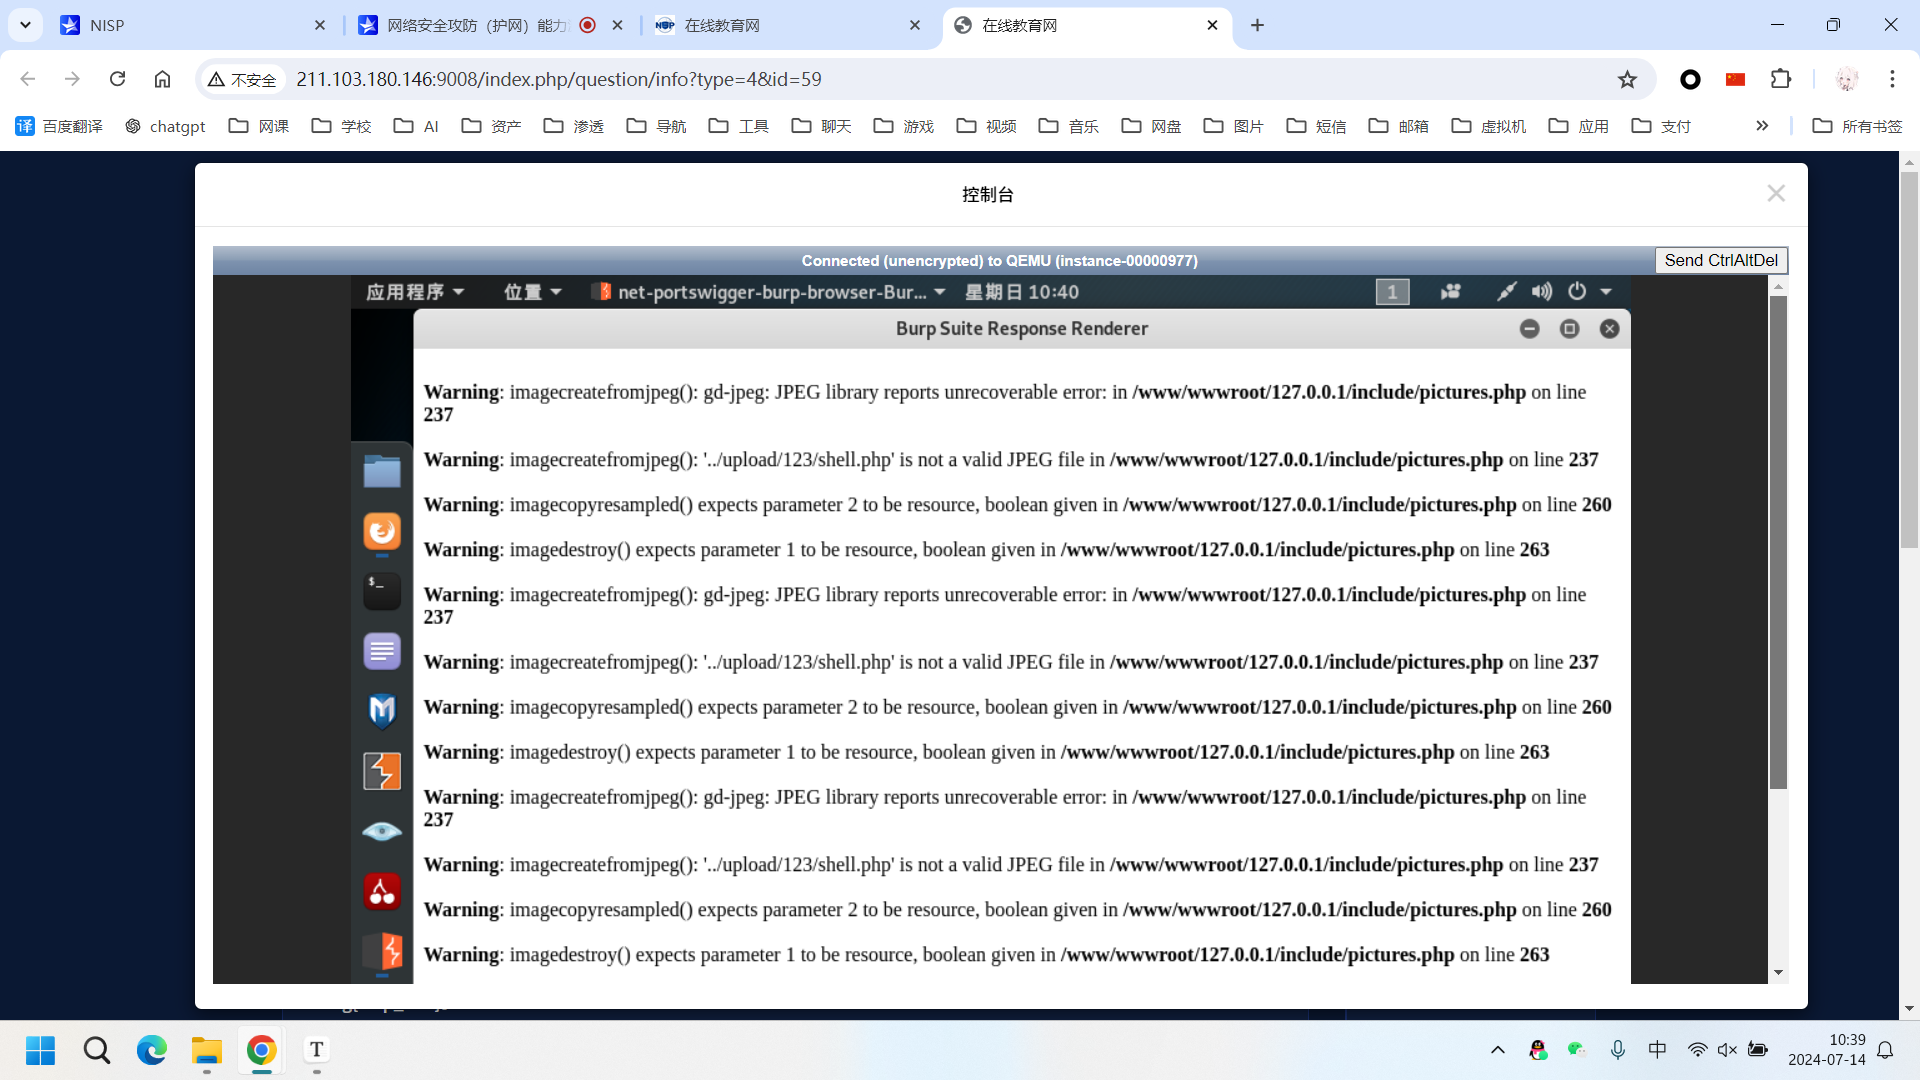 NISP
网络安全攻防（护网）能力
在线教育网
在线教育网
不安全
211.103.180.146:9008/index.php/question/info?type=4&id=59
译 百度翻译
chatgpt
网课
学校
AI
资产
渗透
导航
工具
聊天
游戏
视频
音乐
网盘
图片
短信
邮箱
虚拟机
应用
支付
所有书签
控制台
Connected (unencrypted) to QEMU (instance-00000977)
Send CtrlAltDel
应用程序
位置
net-portswigger-burp-browser-Bur...
星期日 10:40
1
Burp Suite Response Renderer
Warning: imagecreatefromjpeg(): gd-jpeg: JPEG library reports unrecoverable error: in /www/wwwroot/127.0.0.1/include/pictures.php on line
237
Warning: imagecreatefromjpeg(): '../upload/123/shell.php' is not a valid JPEG file in /www/wwwroot/127.0.0.1/include/pictures.php on line 237
Warning: imagecopyresampled() expects parameter 2 to be resource, boolean given in /www/wwwroot/127.0.0.1/include/pictures.php on line 260
Warning: imagedestroy() expects parameter 1 to be resource, boolean given in /www/wwwroot/127.0.0.1/include/pictures.php on line 263
Warning: imagecreatefromjpeg(): gd-jpeg: JPEG library reports unrecoverable error: in /www/wwwroot/127.0.0.1/include/pictures.php on line
237
Warning: imagecreatefromjpeg(): '../upload/123/shell.php' is not a valid JPEG file in /www/wwwroot/127.0.0.1/include/pictures.php on line 237
Warning: imagecopyresampled() expects parameter 2 to be resource, boolean given in /www/wwwroot/127.0.0.1/include/pictures.php on line 260
Warning: imagedestroy() expects parameter 1 to be resource, boolean given in /www/wwwroot/127.0.0.1/include/pictures.php on line 263
Warning: imagecreatefromjpeg(): gd-jpeg: JPEG library reports unrecoverable error: in /www/wwwroot/127.0.0.1/include/pictures.php on line
237
Warning: imagecreatefromjpeg(): '../upload/123/shell.php' is not a valid JPEG file in /www/wwwroot/127.0.0.1/include/pictures.php on line 237
Warning: imagecopyresampled() expects parameter 2 to be resource, boolean given in /www/wwwroot/127.0.0.1/include/pictures.php on line 260
Warning: imagedestroy() expects parameter 1 to be resource, boolean given in /www/wwwroot/127.0.0.1/include/pictures.php on line 263
T
中
10:39
2024-07-14